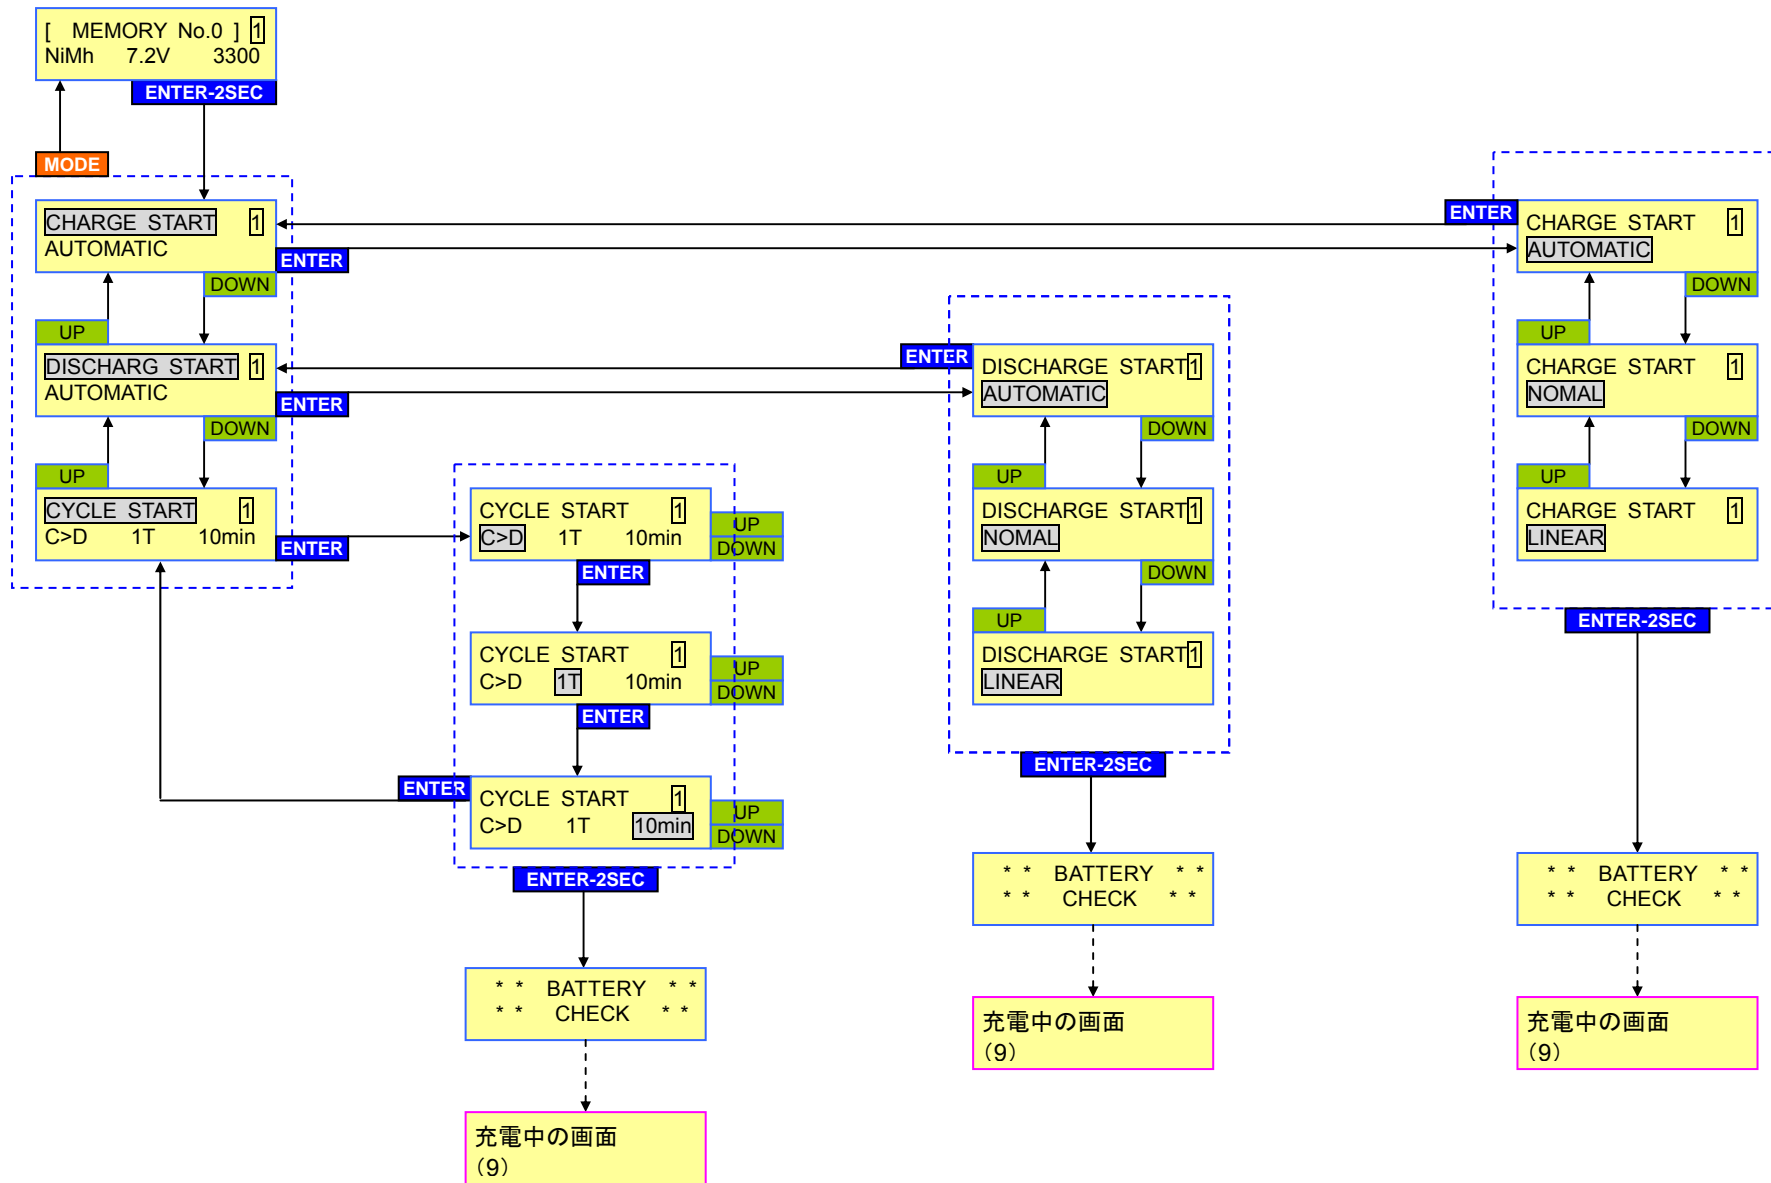 [ MEMORY No.0 ] 1
NiMh 7.2V 3300
ENTER-2SEC
MODE
CHARGE START 1
AUTOMATIC
ENTER
DOWN
UP
DISCHARG START 1
AUTOMATIC
ENTER
DOWN
UP
CYCLE START 1
C>D 1T 10min
ENTER
CYCLE START 1
C>D 1T 10min
UP
DOWN
ENTER
CYCLE START 1
C>D 1T 10min
UP
DOWN
ENTER
ENTER
CYCLE START 1
C>D 1T 10min
UP
DOWN
ENTER-2SEC
* * BATTERY * *
* * CHECK * *
充電中の画面
（9）
ENTER
DISCHARGE START 1
AUTOMATIC
DOWN
UP
DISCHARGE START 1
NOMAL
DOWN
UP
DISCHARGE START 1
LINEAR
ENTER-2SEC
* * BATTERY * *
* * CHECK * *
充電中の画面
（9）
ENTER
CHARGE START 1
AUTOMATIC
DOWN
UP
CHARGE START 1
NOMAL
DOWN
UP
CHARGE START 1
LINEAR
ENTER-2SEC
* * BATTERY * *
* * CHECK * *
充電中の画面
（9）